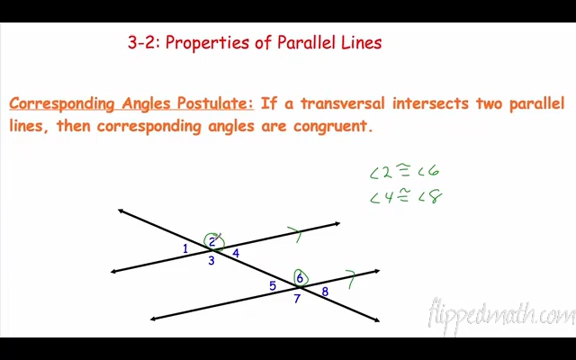 3-2: Properties of Parallel Lines
Corresponding Angles Postulate: If a transversal intersects two parallel
lines, then corresponding angles are congruent.
∠2 ≅ ∠6
∠4 ≅ ∠8
2
1
4
3
6
5
8
7
flippedmath.com